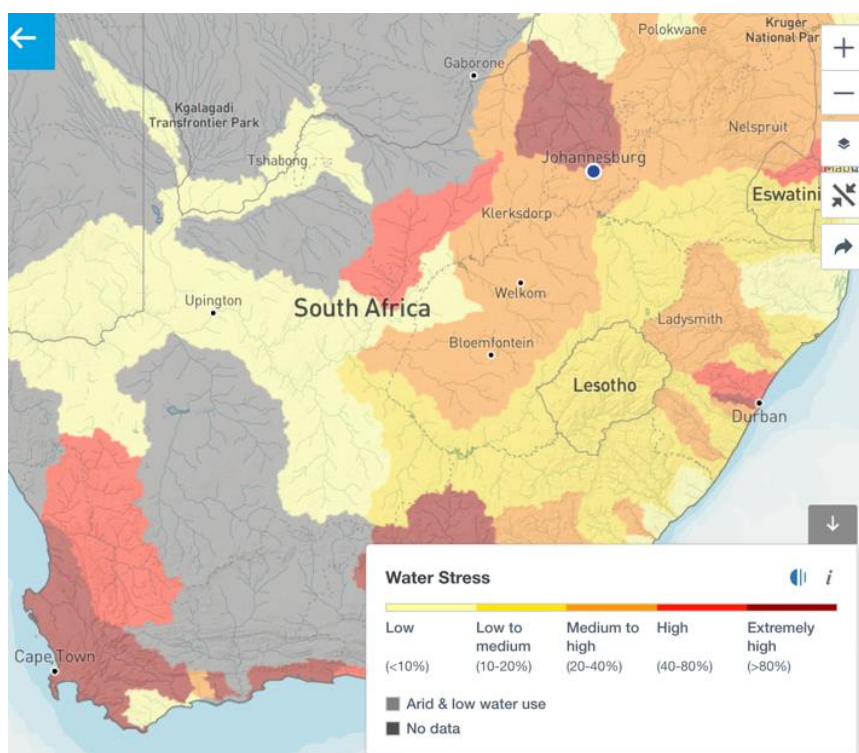 Polokwane
Kruger
National Par
Gaborone
Kgalagadi
Transfrontier Park
Nelspruit
Tshabong
Johannesburg
Eswatini
Klerksdorp
Upington
South Africa
Welkom
Ladysmith
Bloemfontein
Lesotho
Durban
Cape Town
Water Stress
i
Low
Low to
medium
Medium to
high
High
Extremely
high
(<10%)
(10-20%)
(20-40%)
(40-80%)
(>80%)
Arid & low water use
No data